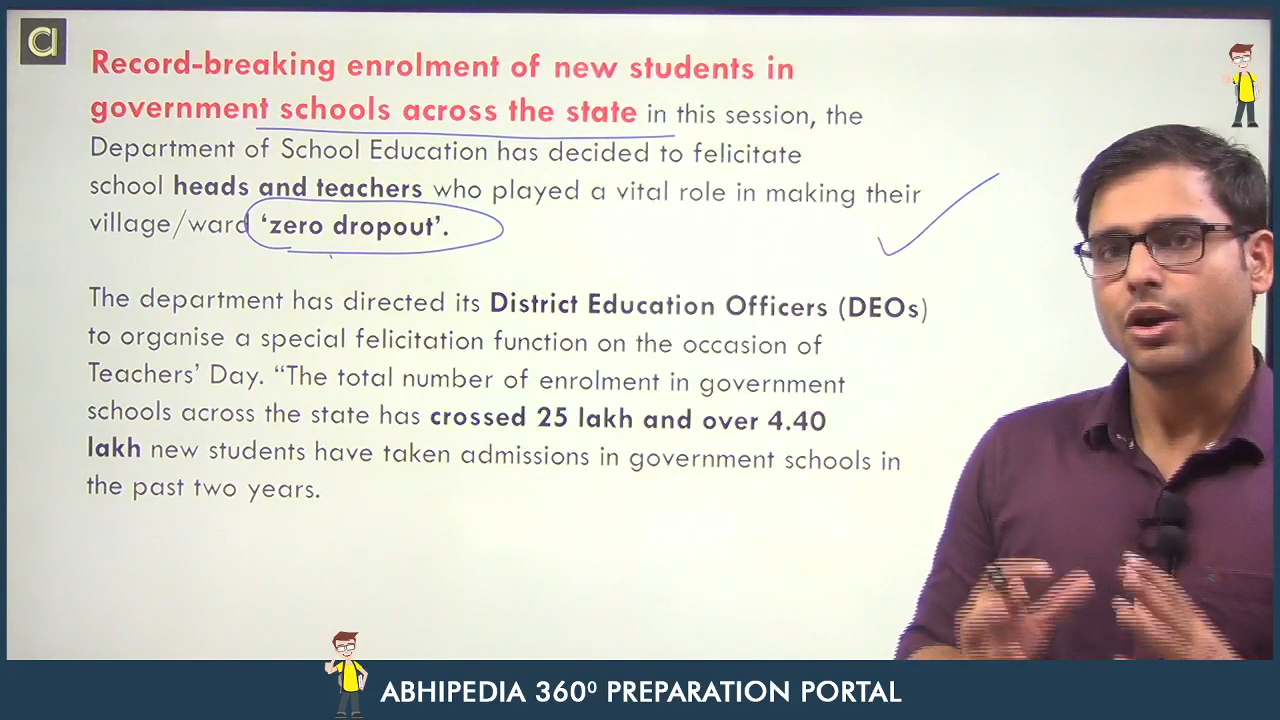 a
Record-breaking enrolment of new students in
government schools across the state in this session, the
Department of School Education has decided to felicitate
school heads and teachers who played a vital role in making their
village/ward ‘zero dropout’.
The department has directed its District Education Officers (DEOs)
to organise a special felicitation function on the occasion of
Teachers’ Day. “The total number of enrolment in government
schools across the state has crossed 25 lakh and over 4.40
lakh new students have taken admissions in government schools in
the past two years.
ABHIPEDIA 360⁰ PREPARATION PORTAL